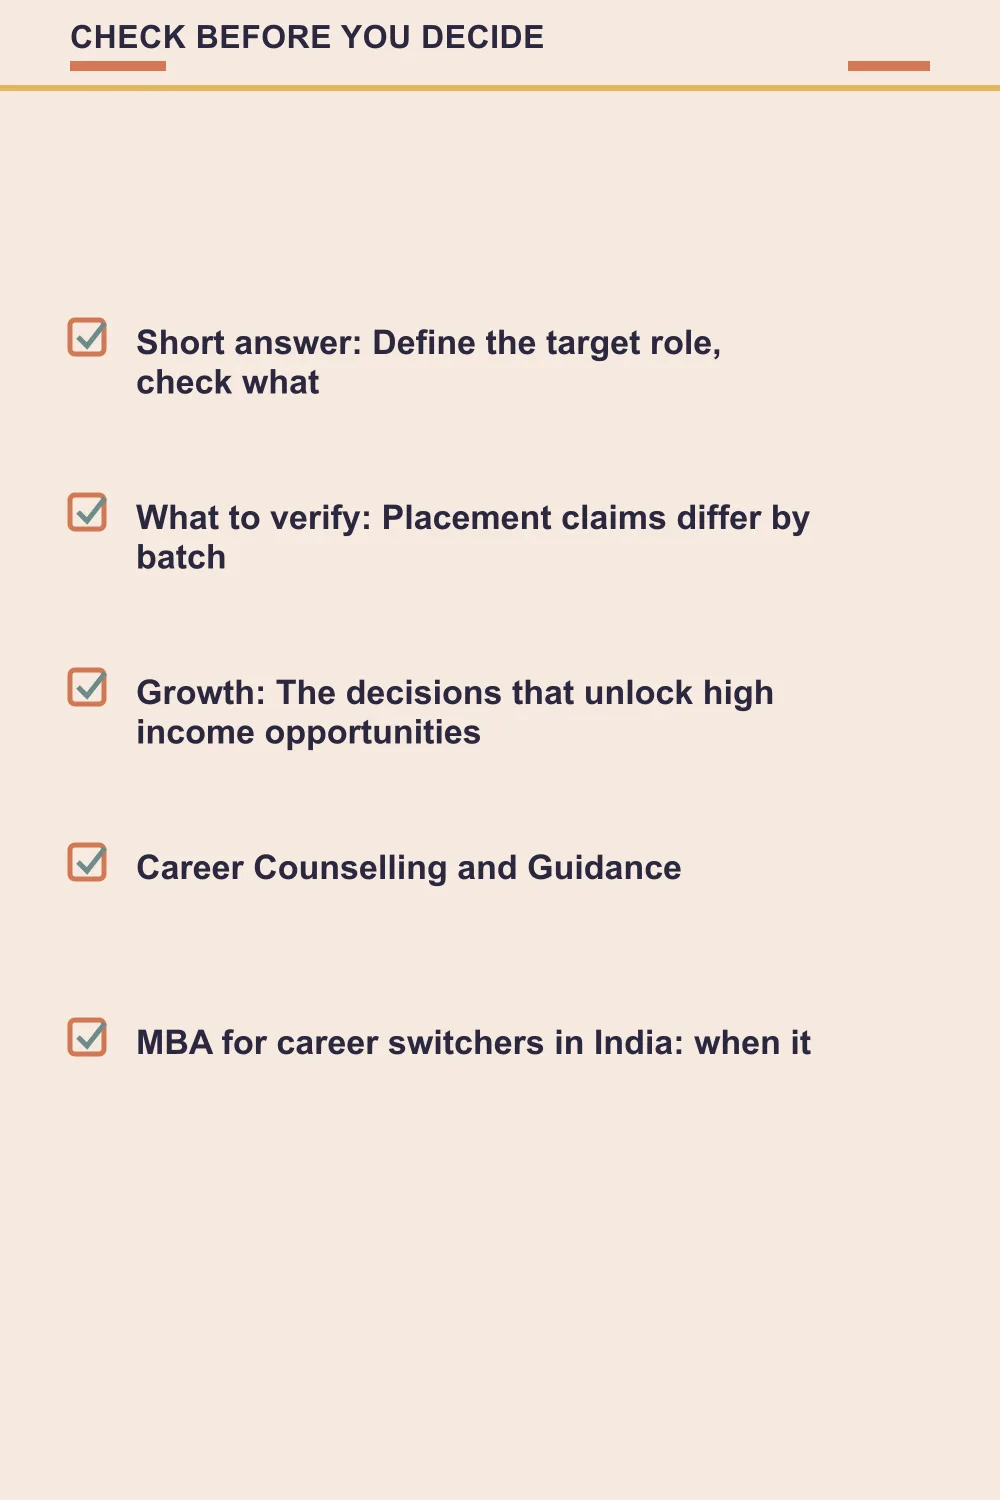 CHECK BEFORE YOU DECIDE
Short answer: Define the target role,
check what
What to verify: Placement claims differ by
batch
Growth: The decisions that unlock high
income opportunities
Career Counselling and Guidance
MBA for career switchers in India: when it